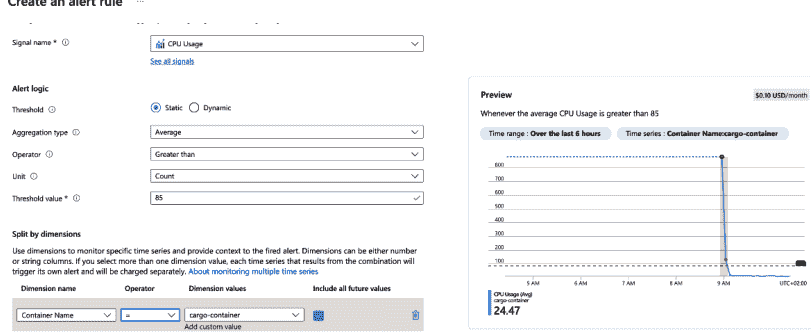 Create an alert rule ...
Signal name * CPU Usage
See all signals
Alert logic
Threshold Static Dynamic
Aggregation type Average
Operator Greater than
Unit Count
Threshold value * 85
Split by dimensions
Use dimensions to monitor specific time series and provide context to the fired alert. Dimensions can be either number
or string columns. If you select more than one dimension value, each time series that results from the combination will
trigger its own alert and will be charged separately. About monitoring multiple time series
Dimension name Operator Dimension values Include all future values
Container Name = cargo-container
Add custom value
Preview $0.10 USD/month
Whenever the average CPU Usage is greater than 85
Time range : Over the last 6 hours Time series : Container Name:cargo-container
800
700
600
500
400
300
200
100
5 AM 6 AM 7 AM 8 AM 9 AM UTC+02:00
CPU Usage (Avg)
cargo-container
24.47